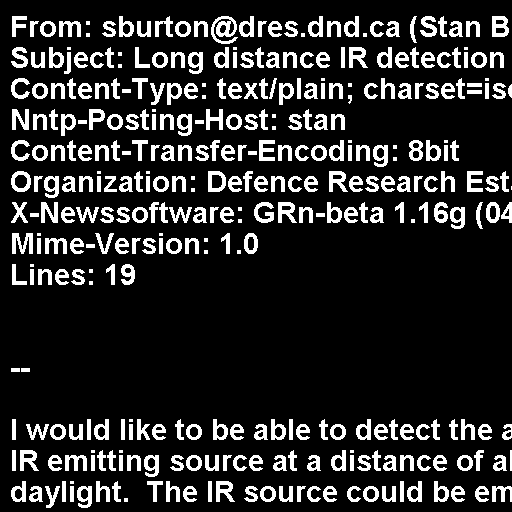 From: sburton@dres.dnd.ca (Stan B
Subject: Long distance IR detection
Content-Type: text/plain; charset=iso
Nntp-Posting-Host: stan
Content-Transfer-Encoding: 8bit
Organization: Defence Research Esta
X-Newssoftware: GRn-beta 1.16g (04
Mime-Version: 1.0
Lines: 19
--
I would like to be able to detect the a
IR emitting source at a distance of a
daylight.  The IR source could be em